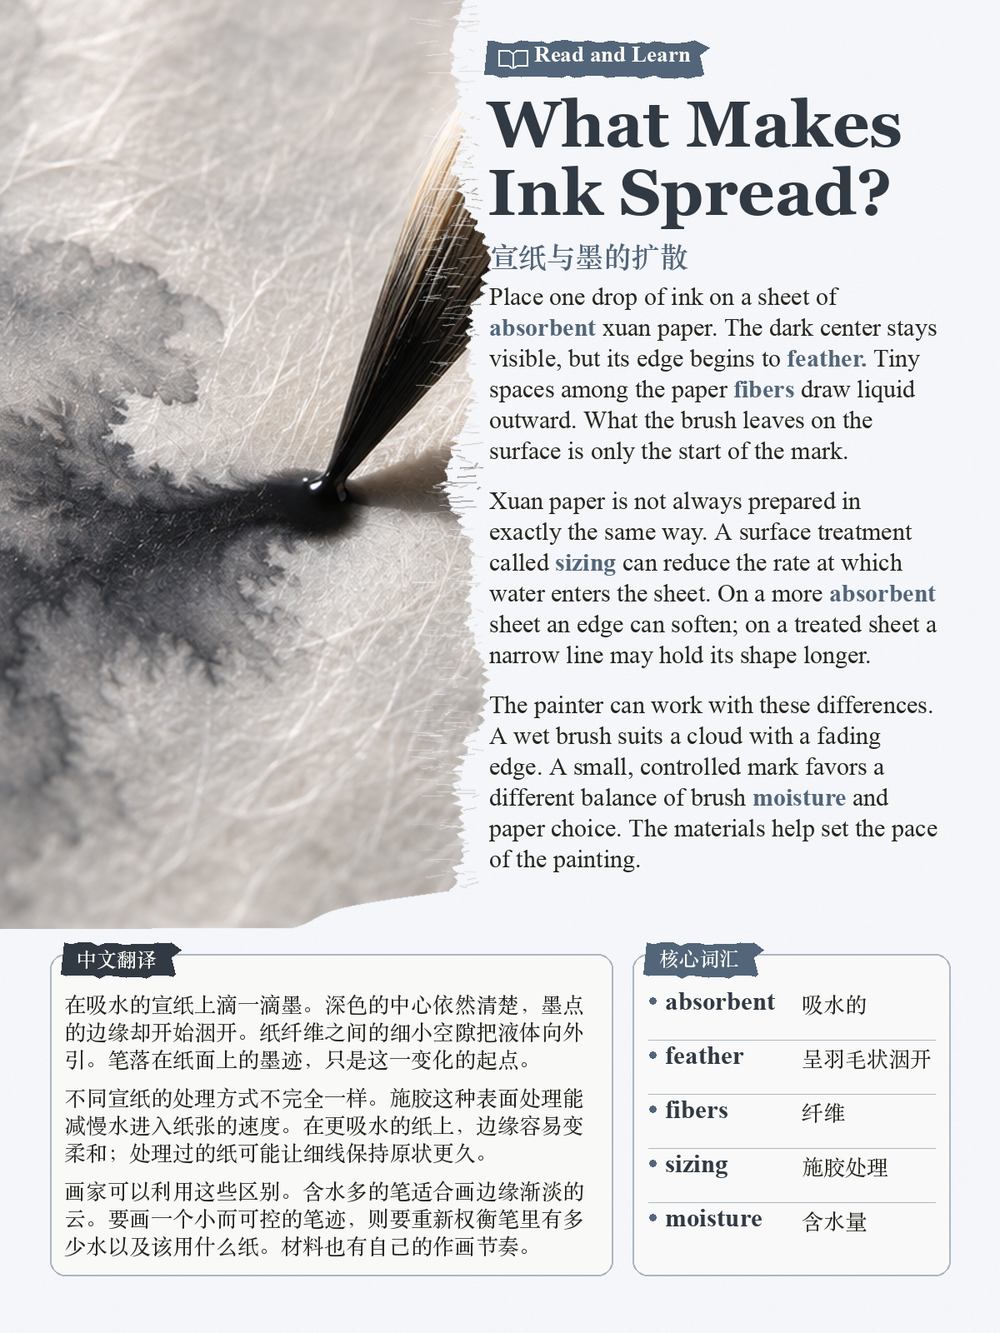 Read and Learn
What Makes
Ink Spread?
宣纸与墨的扩散
Place one drop of ink on a sheet of
absorbent xuan paper. The dark center stays
visible, but its edge begins to feather. Tiny
spaces among the paper fibers draw liquid
outward. What the brush leaves on the
surface is only the start of the mark.
Xuan paper is not always prepared in
exactly the same way. A surface treatment
called sizing can reduce the rate at which
water enters the sheet. On a more absorbent
sheet an edge can soften; on a treated sheet a
narrow line may hold its shape longer.
The painter can work with these differences.
A wet brush suits a cloud with a fading
edge. A small, controlled mark favors a
different balance of brush moisture and
paper choice. The materials help set the pace
of the painting.
中文翻译
在吸水的宣纸上滴一滴墨。深色的中心依然清楚，墨点
的边缘却开始洇开。纸纤维之间的细小空隙把液体向外
引。笔落在纸面上的墨迹，只是这一变化的起点。
不同宣纸的处理方式不完全一样。施胶这种表面处理能
减慢水进入纸张的速度。在更吸水的纸上，边缘容易变
柔和；处理过的纸可能让细线保持原状更久。
画家可以利用这些区别。含水多的笔适合画边缘渐淡的
云。要画一个小而可控的笔迹，则要重新权衡笔里有多
少水以及该用什么纸。材料也有自己的作画节奏。
核心词汇
• absorbent 吸水的
• feather 呈羽毛状洇开
• fibers 纤维
• sizing 施胶处理
• moisture 含水量